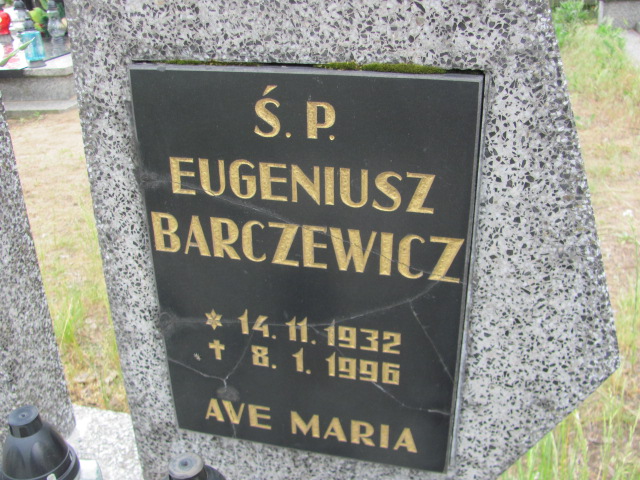 Ś. P.
EUGENIUSZ
BARCZEWICZ
* 14. 11. 1932
✝ 8. 1. 1996
AVE MARIA